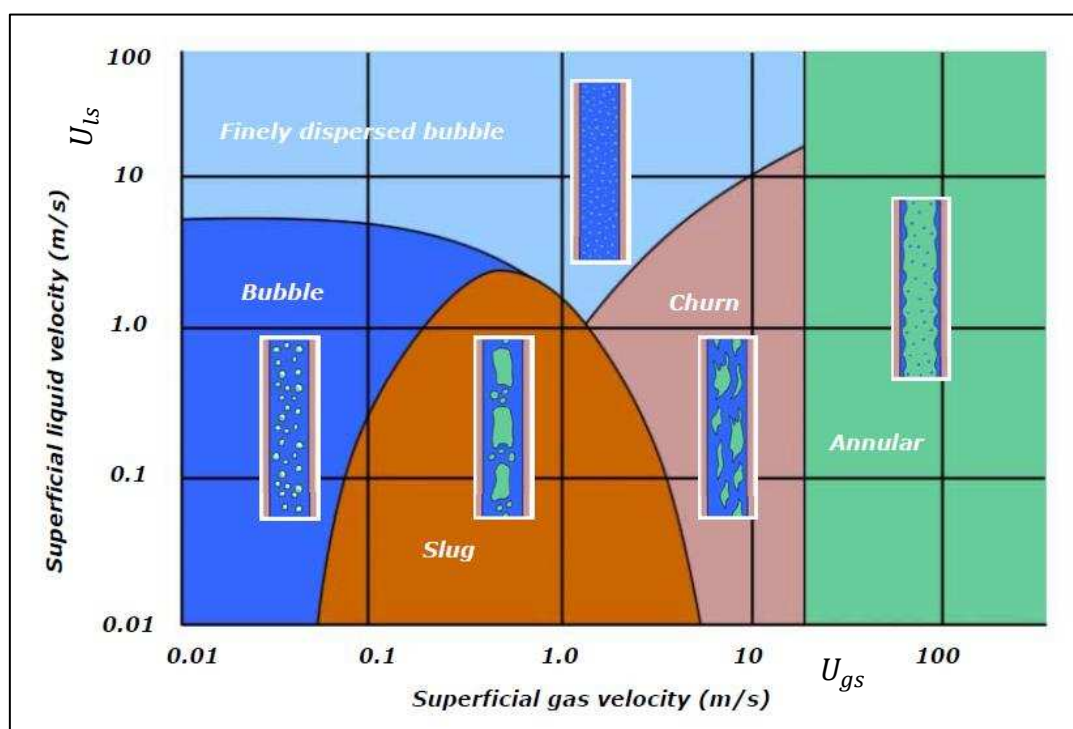 100
U_ls
Finely dispersed bubble
10
Superficial liquid velocity (m/s)
Bubble
Churn
1.0
Annular
0.1
Slug
0.01
0.01 0.1 1.0 10 100
U_gs
Superficial gas velocity (m/s)